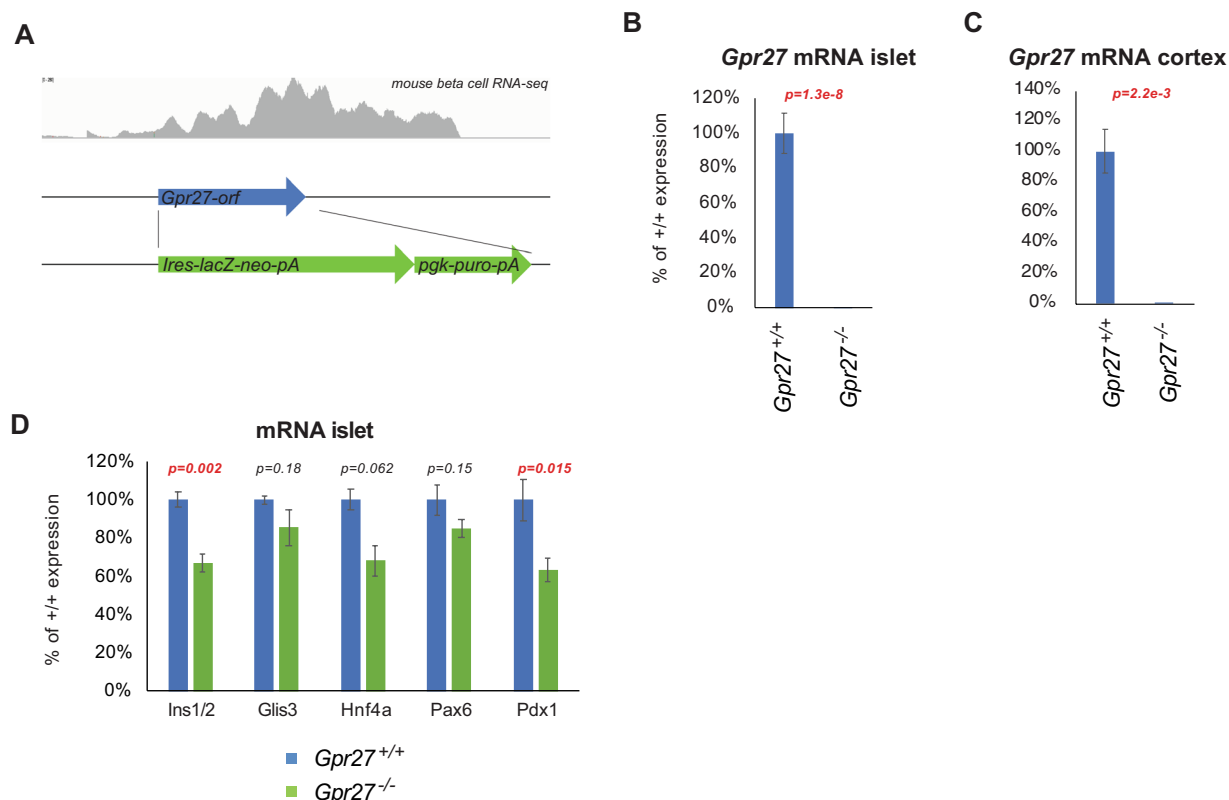 A
[0-26]
mouse beta cell RNA-seq
Gpr27-orf
Ires-lacZ-neo-pA
pgk-puro-pA
B
Gpr27 mRNA islet
p=1.3e-8
120%
100%
80%
60%
40%
20%
0%
% of +/+ expression
Gpr27+/+
Gpr27-/-
C
Gpr27 mRNA cortex
p=2.2e-3
140%
120%
100%
80%
60%
40%
20%
0%
Gpr27+/+
Gpr27-/-
D
mRNA islet
120%
100%
80%
60%
40%
20%
0%
% of +/+ expression
p=0.002 p=0.18 p=0.062 p=0.15 p=0.015
Ins1/2 Glis3 Hnf4a Pax6 Pdx1
Gpr27+/+
Gpr27-/-